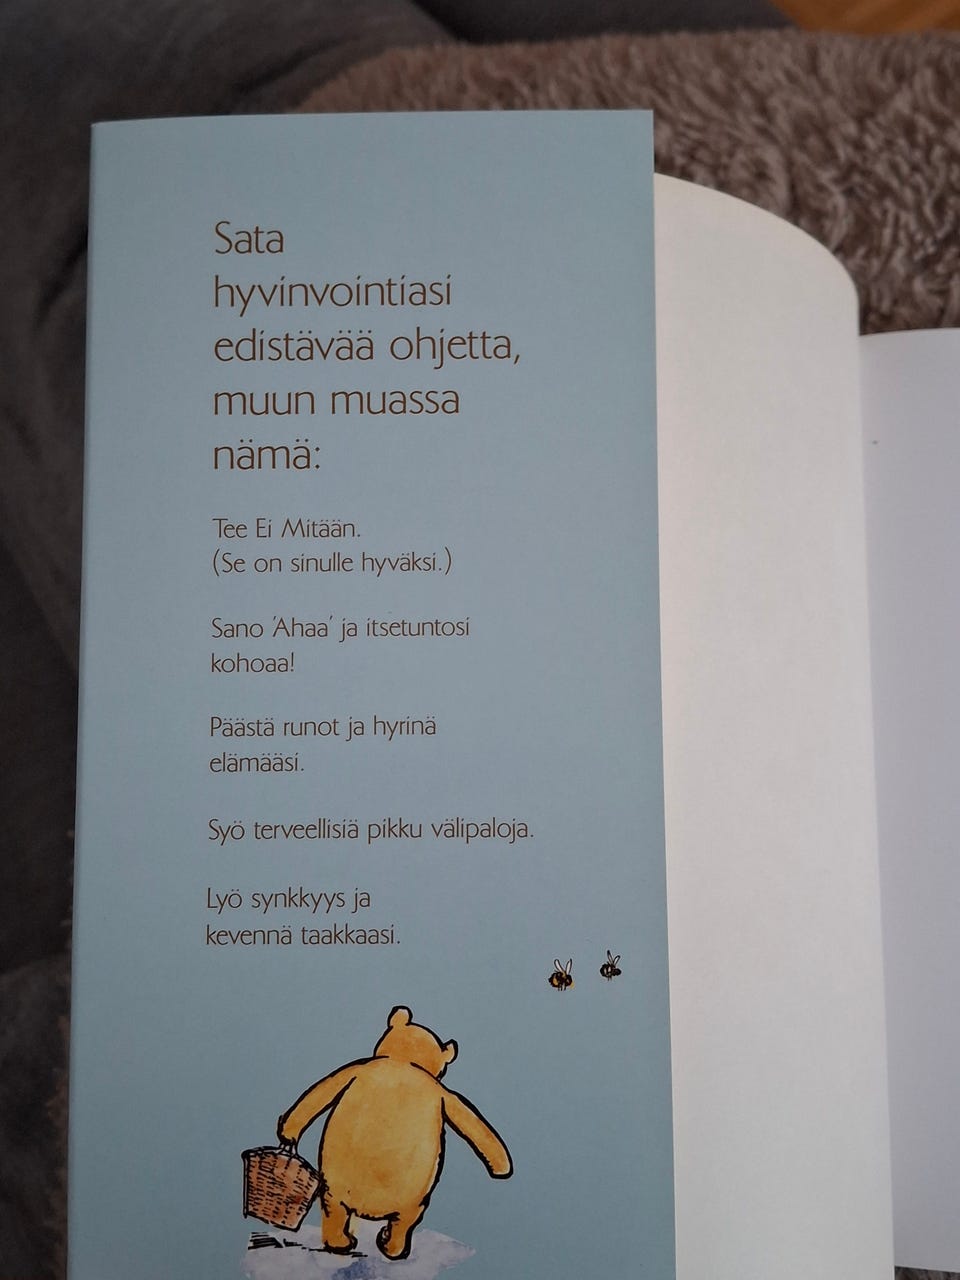 Sata
hyvinvointiasi
edistävää ohjetta,
muun muassa
nämä:
Tee Ei Mitään.
(Se on sinulle hyväksi.)
Sano 'Ahaa' ja itsetuntosi
kohoaa!
Päästä runot ja hyrinä
elämääsi.
Syö terveellisiä pikku välipaloja.
Lyö synkkyys ja
kevennä taakkaasi.